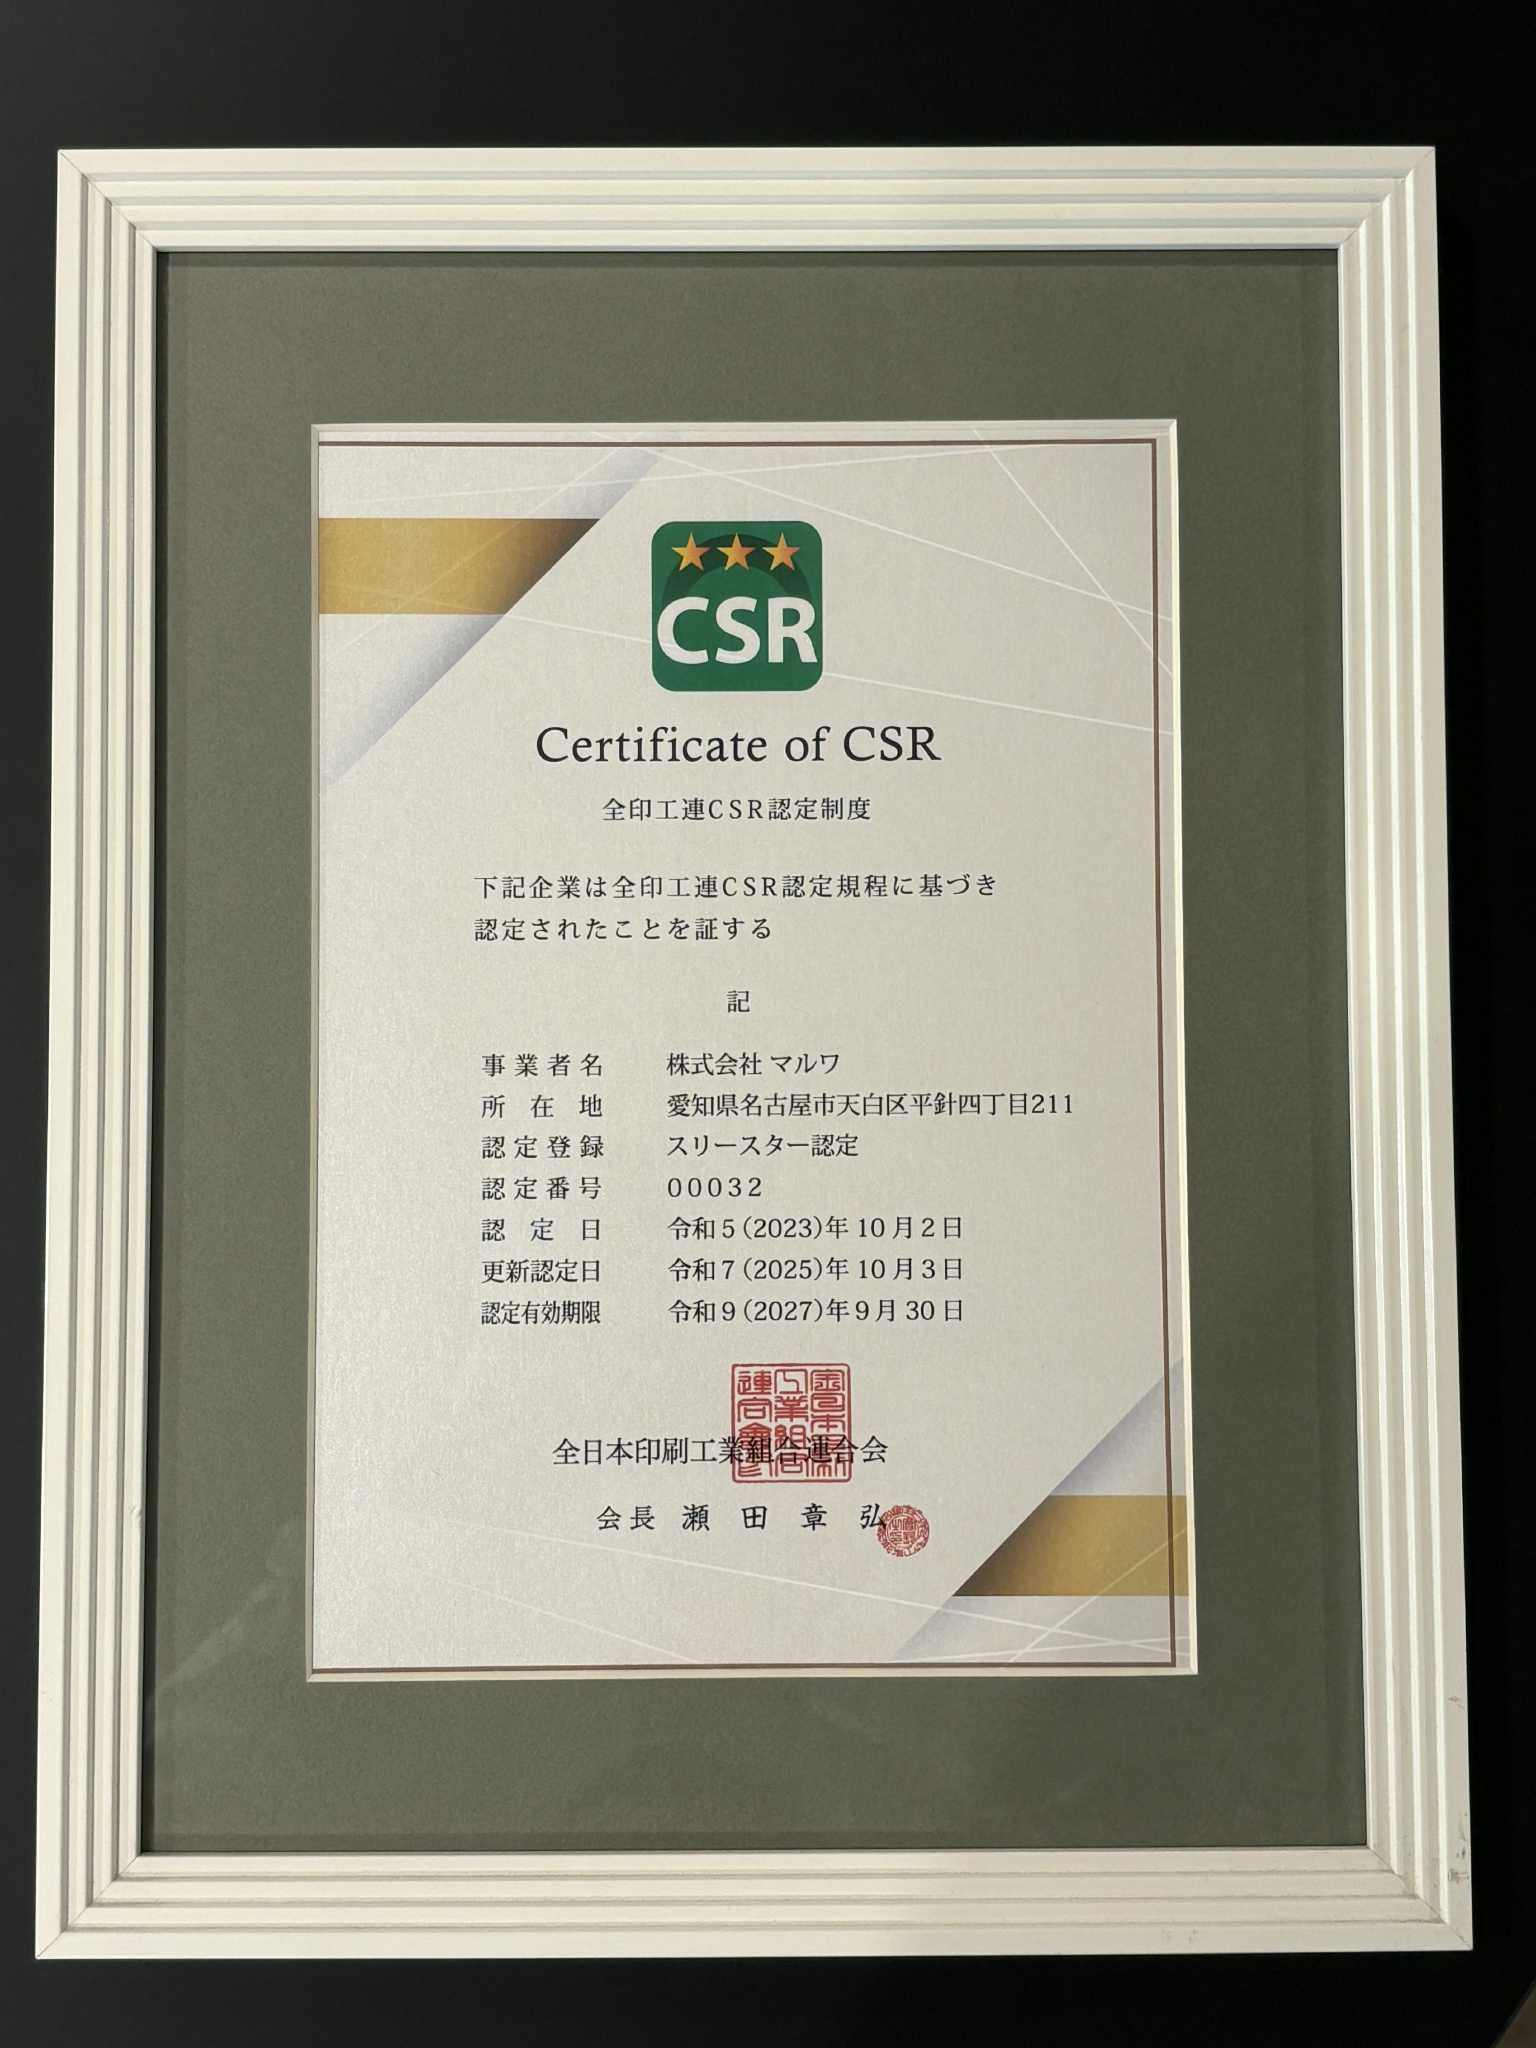 CSR
Certificate of CSR
全印工連CSR認定制度
下記企業は全印工連CSR認定規程に基づき
認定されたことを証する
記
事業者名 株式会社 マルワ
所在地 愛知県名古屋市天白区平針四丁目211
認定登録 スリースター認定
認定番号 00032
認定日 令和5(2023)年10月2日
更新認定日 令和7(2025)年10月3日
認定有効期限 令和9(2027)年9月30日
全日本印刷工業組合連合会
会長 瀬田章弘